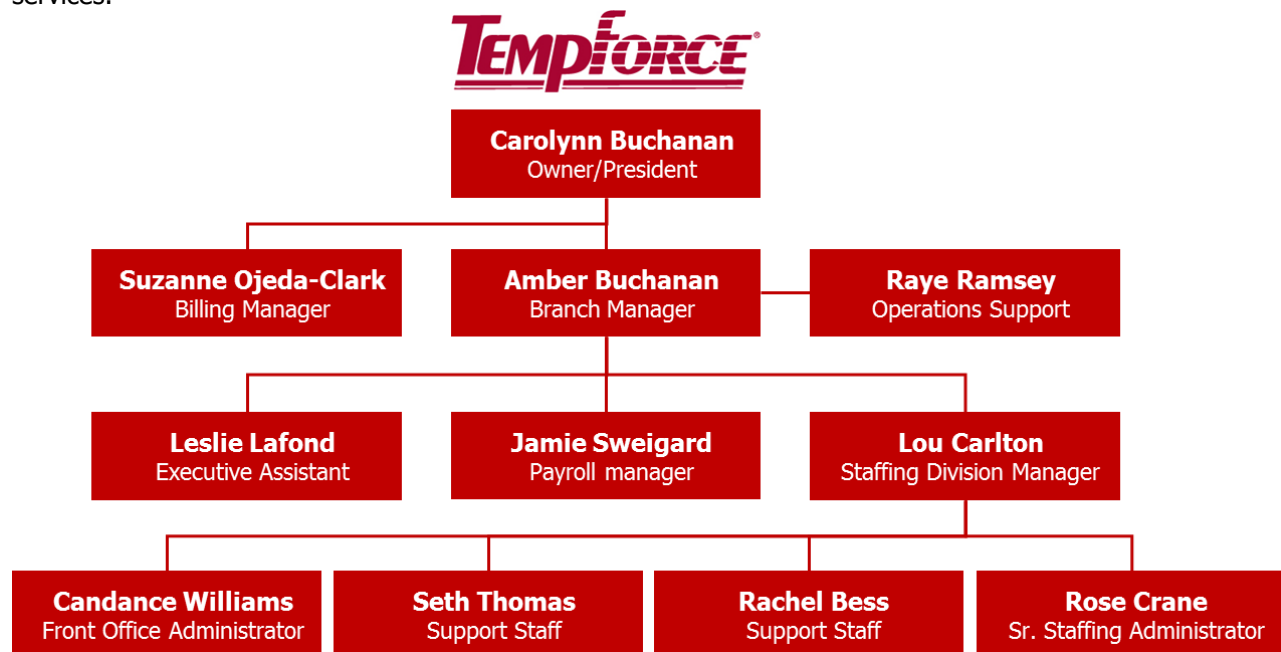 services.
TEMPFORCE®
Carolynn Buchanan
Owner/President
Suzanne Ojeda-Clark
Billing Manager
Amber Buchanan
Branch Manager
Raye Ramsey
Operations Support
Leslie Lafond
Executive Assistant
Jamie Sweigard
Payroll manager
Lou Carlton
Staffing Division Manager
Candance Williams
Front Office Administrator
Seth Thomas
Support Staff
Rachel Bess
Support Staff
Rose Crane
Sr. Staffing Administrator